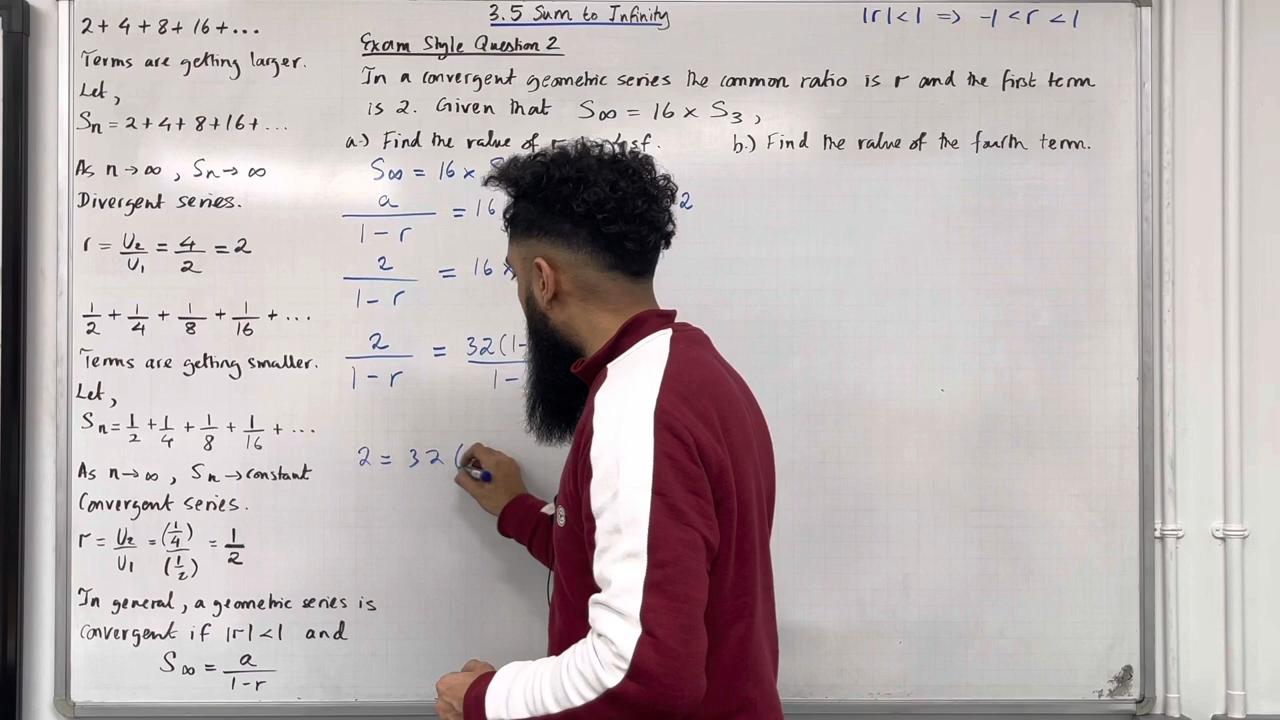 3.5 Sum to Infinity
|r|<1 => -1<r<1
2+4+8+16+...
Terms are getting larger.
Let,
Sn=2+4+8+16+...
As n→∞, Sn→∞
Divergent series.
r = U2/U1 = 4/2 = 2
1/2 + 1/4 + 1/8 + 1/16 + ...
Terms are getting smaller.
Let,
Sn = 1/2 + 1/4 + 1/8 + 1/16 + ...
As n→∞, Sn→constant
Convergent series.
r = U2/U1 = (1/4)/(1/2) = 1/2
In general, a geometric series is
convergent if |r|<1 and
S∞ = a/1-r
Exam Style Question 2
In a convergent geometric series the common ratio is r and the first term
is 2. Given that S∞ = 16 × S3,
a.) Find the value of
b.) Find the value of the fourth term.
S∞ = 16 ×
a/1-r = 16
2
2/1-r = 16 ×
2/1-r = 32(1-
1-
2 = 32 (